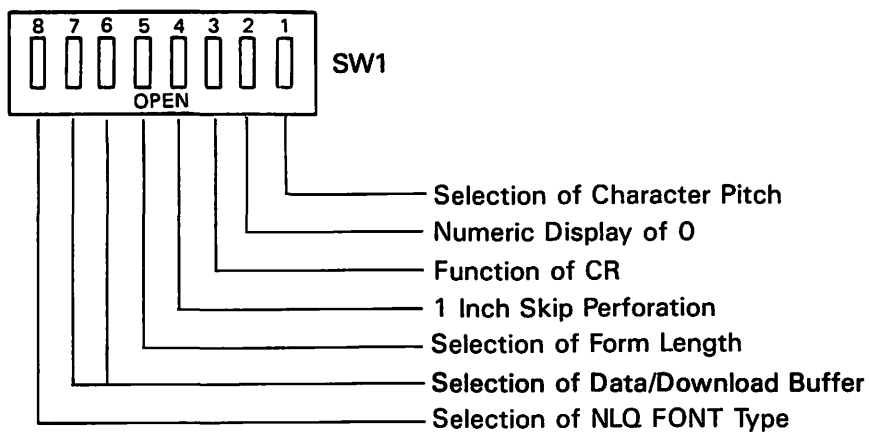 8 7 6 5 4 3 2 1
SW1
OPEN
Selection of Character Pitch
Numeric Display of 0
Function of CR
1 Inch Skip Perforation
Selection of Form Length
Selection of Data/Download Buffer
Selection of NLQ FONT Type